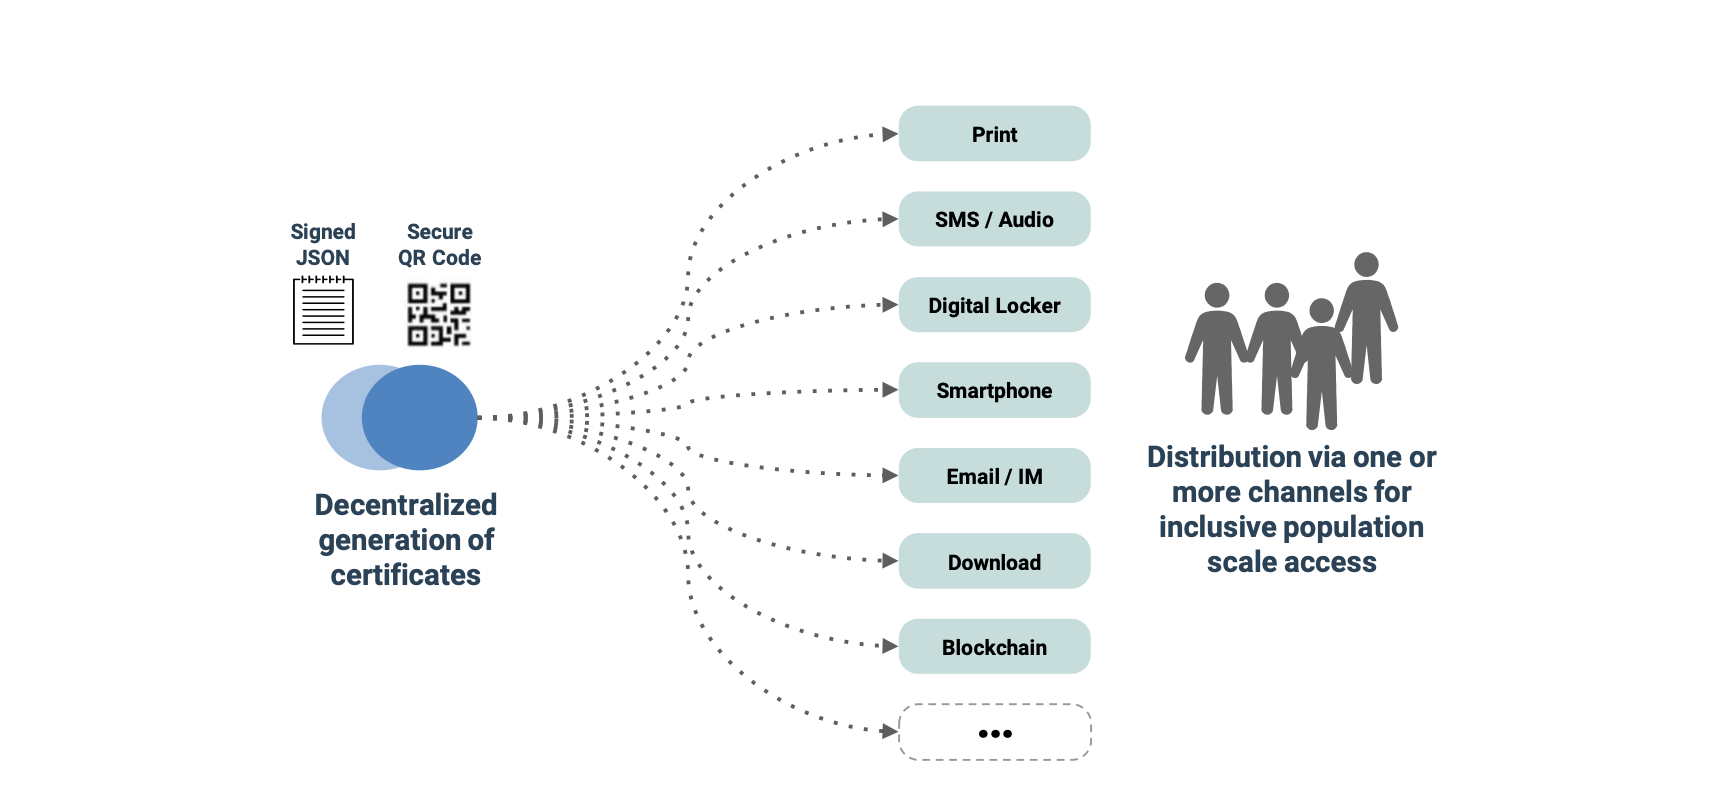 Signed
JSON
Secure
QR Code
Decentralized
generation of
certificates
Print
SMS / Audio
Digital Locker
Smartphone
Email / IM
Download
Blockchain
•••
Distribution via one or
more channels for
inclusive population
scale access